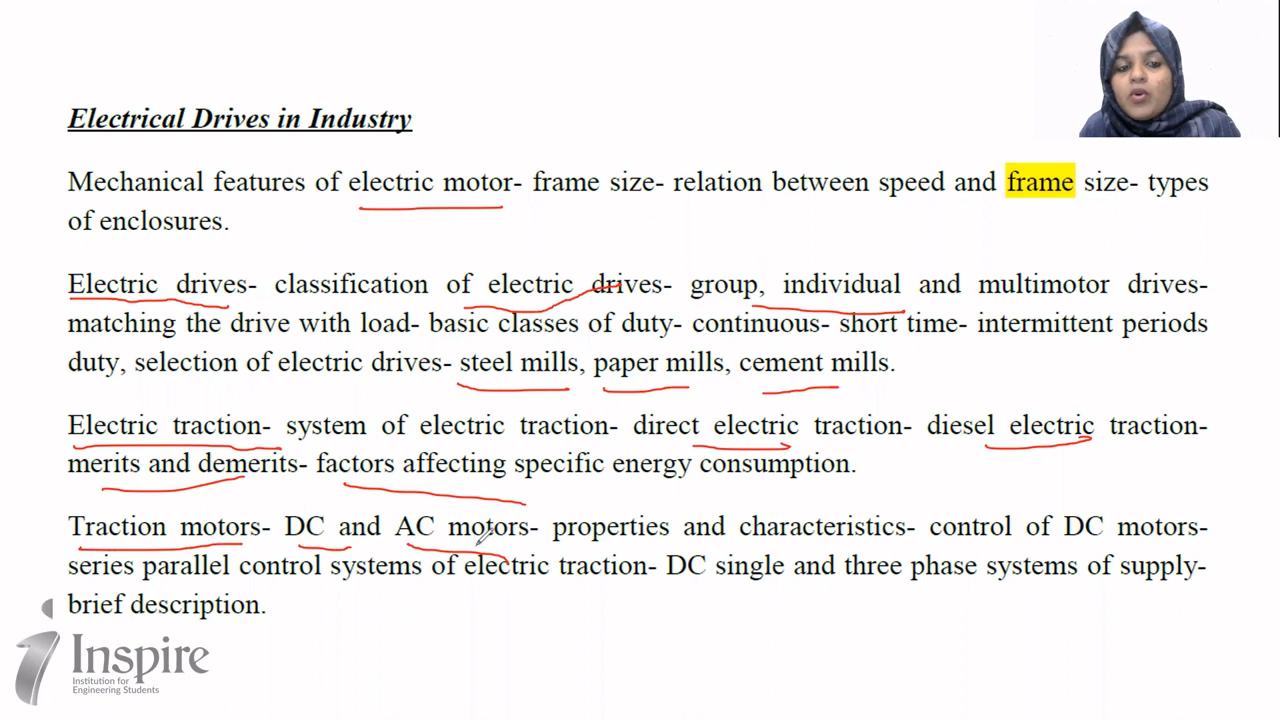 Electrical Drives in Industry
Mechanical features of electric motor- frame size- relation between speed and frame size- types
of enclosures.
Electric drives- classification of electric drives- group, individual and multimotor drives-
matching the drive with load- basic classes of duty- continuous- short time- intermittent periods
duty, selection of electric drives- steel mills, paper mills, cement mills.
Electric traction- system of electric traction- direct electric traction- diesel electric traction-
merits and demerits- factors affecting specific energy consumption.
Traction motors- DC and AC motors- properties and characteristics- control of DC motors-
series parallel control systems of electric traction- DC single and three phase systems of supply-
brief description.
Inspire
Institution for
Engineering Students